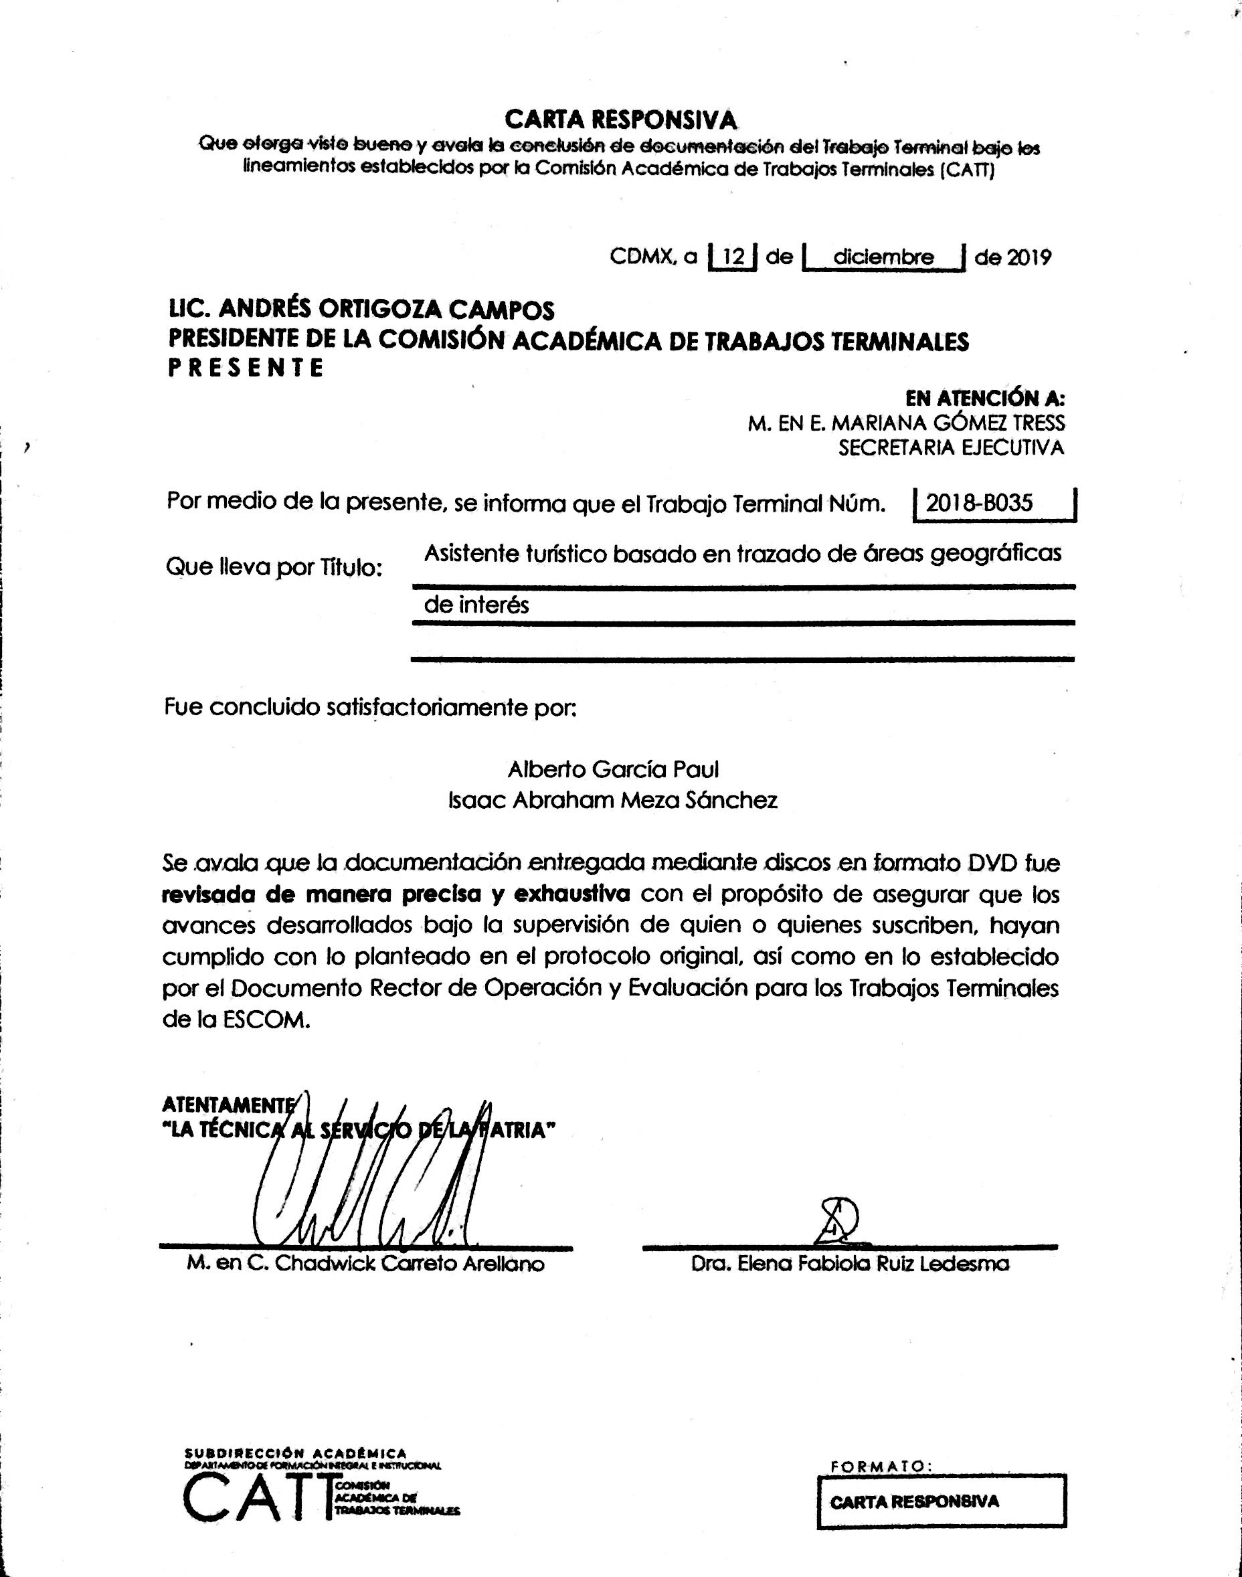 CARTA RESPONSIVA
Que otorga visto bueno y avala la conclusión de documentación del Trabajo Terminal bajo los
lineamientos establecidos por la Comisión Académica de Trabajos Terminales (CATT)
CDMX, a 12 de diciembre de 2019
LIC. ANDRÉS ORTIGOZA CAMPOS
PRESIDENTE DE LA COMISIÓN ACADÉMICA DE TRABAJOS TERMINALES
P R E S E N T E
EN ATENCIÓN A:
M. EN E. MARIANA GÓMEZ TRESS
SECRETARIA EJECUTIVA
Por medio de la presente, se informa que el Trabajo Terminal Núm. 2018-B035
Que lleva por Título: Asistente turístico basado en trazado de áreas geográficas
de interés
Fue concluido satisfactoriamente por:
Alberto García Paul
Isaac Abraham Meza Sánchez
Se avala que la documentación entregada mediante discos en formato DVD fue
revisada de manera precisa y exhaustiva con el propósito de asegurar que los
avances desarrollados bajo la supervisión de quien o quienes suscriben, hayan
cumplido con lo planteado en el protocolo original, así como en lo establecido
por el Documento Rector de Operación y Evaluación para los Trabajos Terminales
de la ESCOM.
ATENTAMENTE
"LA TÉCNICA AL SERVICIO DE LA PATRIA"
M. en C. Chadwick Carreto Arellano
Dra. Elena Fabiola Ruiz Ledesma
SUBDIRECCIÓN ACADÉMICA
DEPARTAMENTO DE FORMACIÓN INTEGRAL E INSTITUCIONAL
CATT
COMISIÓN
ACADÉMICA DE
TRABAJOS TERMINALES
FORMATO:
CARTA RESPONSIVA